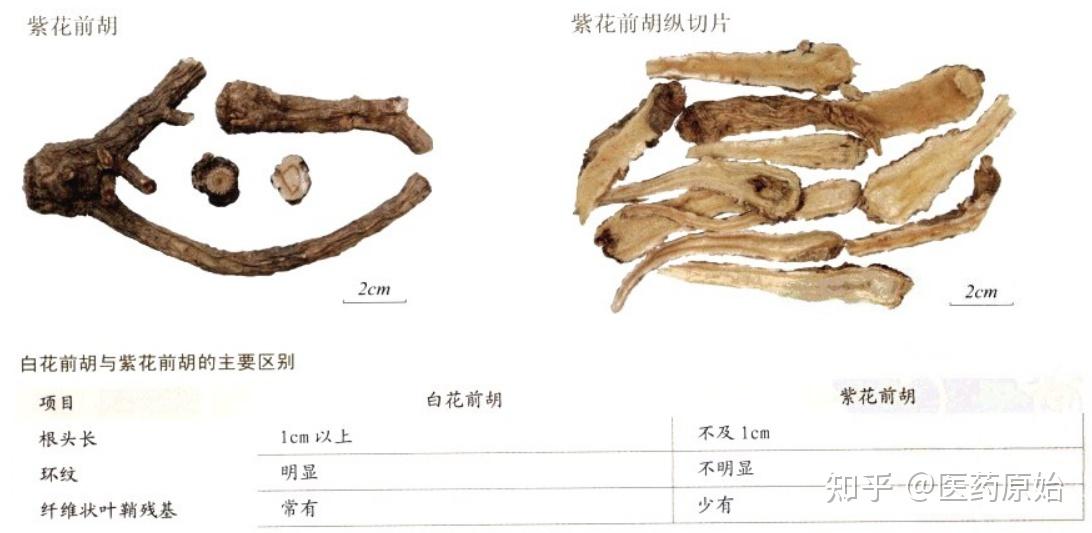 紫花前胡
紫花前胡纵切片
2cm
2cm
白花前胡与紫花前胡的主要区别
项目 白花前胡 紫花前胡
根头长 1cm 以上 不及 1cm
环纹 明显 不明显
纤维状叶鞘残基 常有 少有
知乎 @医药原始